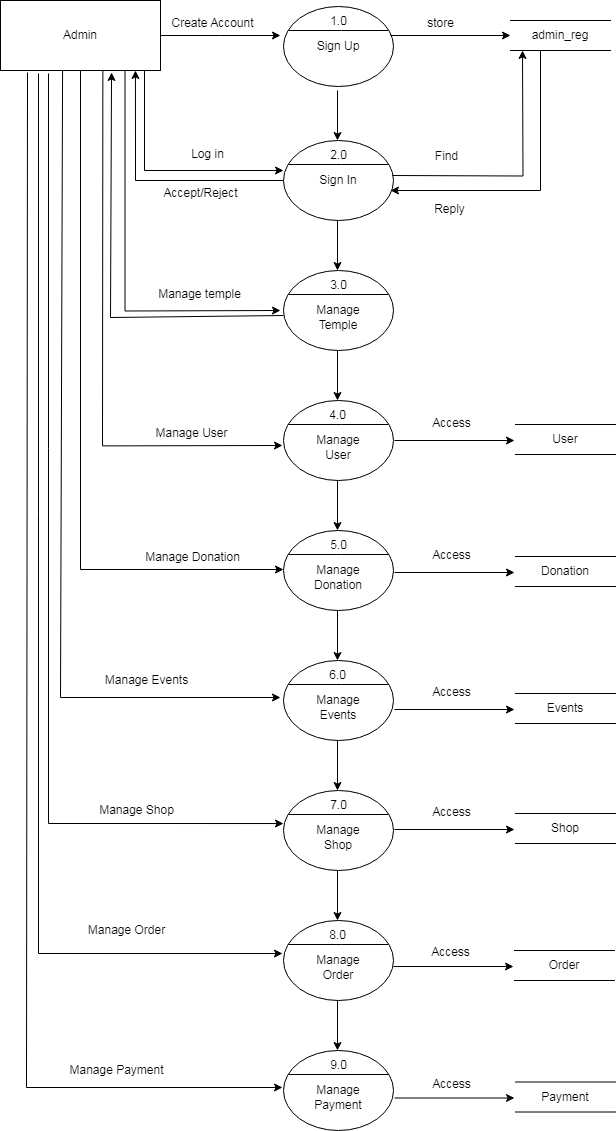 Admin
Create Account
1.0
Sign Up
store
admin_reg
Log in
Accept/Reject
2.0
Sign In
Find
Reply
Manage temple
3.0
Manage
Temple
Manage User
4.0
Manage
User
Access
User
Manage Donation
5.0
Manage
Donation
Access
Donation
Manage Events
6.0
Manage
Events
Access
Events
Manage Shop
7.0
Manage
Shop
Access
Shop
Manage Order
8.0
Manage
Order
Access
Order
Manage Payment
9.0
Manage
Payment
Access
Payment